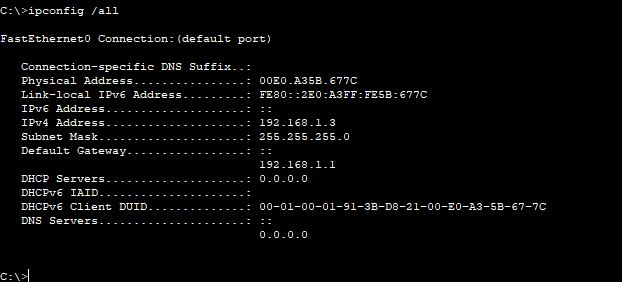 C:\>ipconfig /all
FastEthernet0 Connection:(default port)
Connection-specific DNS Suffix..:
Physical Address................: 00E0.A35B.677C
Link-local IPv6 Address.........: FE80::2E0:A3FF:FE5B:677C
IPv6 Address....................: ::
IPv4 Address....................: 192.168.1.3
Subnet Mask.....................: 255.255.255.0
Default Gateway.................: ::
192.168.1.1
DHCP Servers....................: 0.0.0.0
DHCPv6 IAID.....................:
DHCPv6 Client DUID..............: 00-01-00-01-91-3B-D8-21-00-E0-A3-5B-67-7C
DNS Servers.....................: ::
0.0.0.0
C:\>